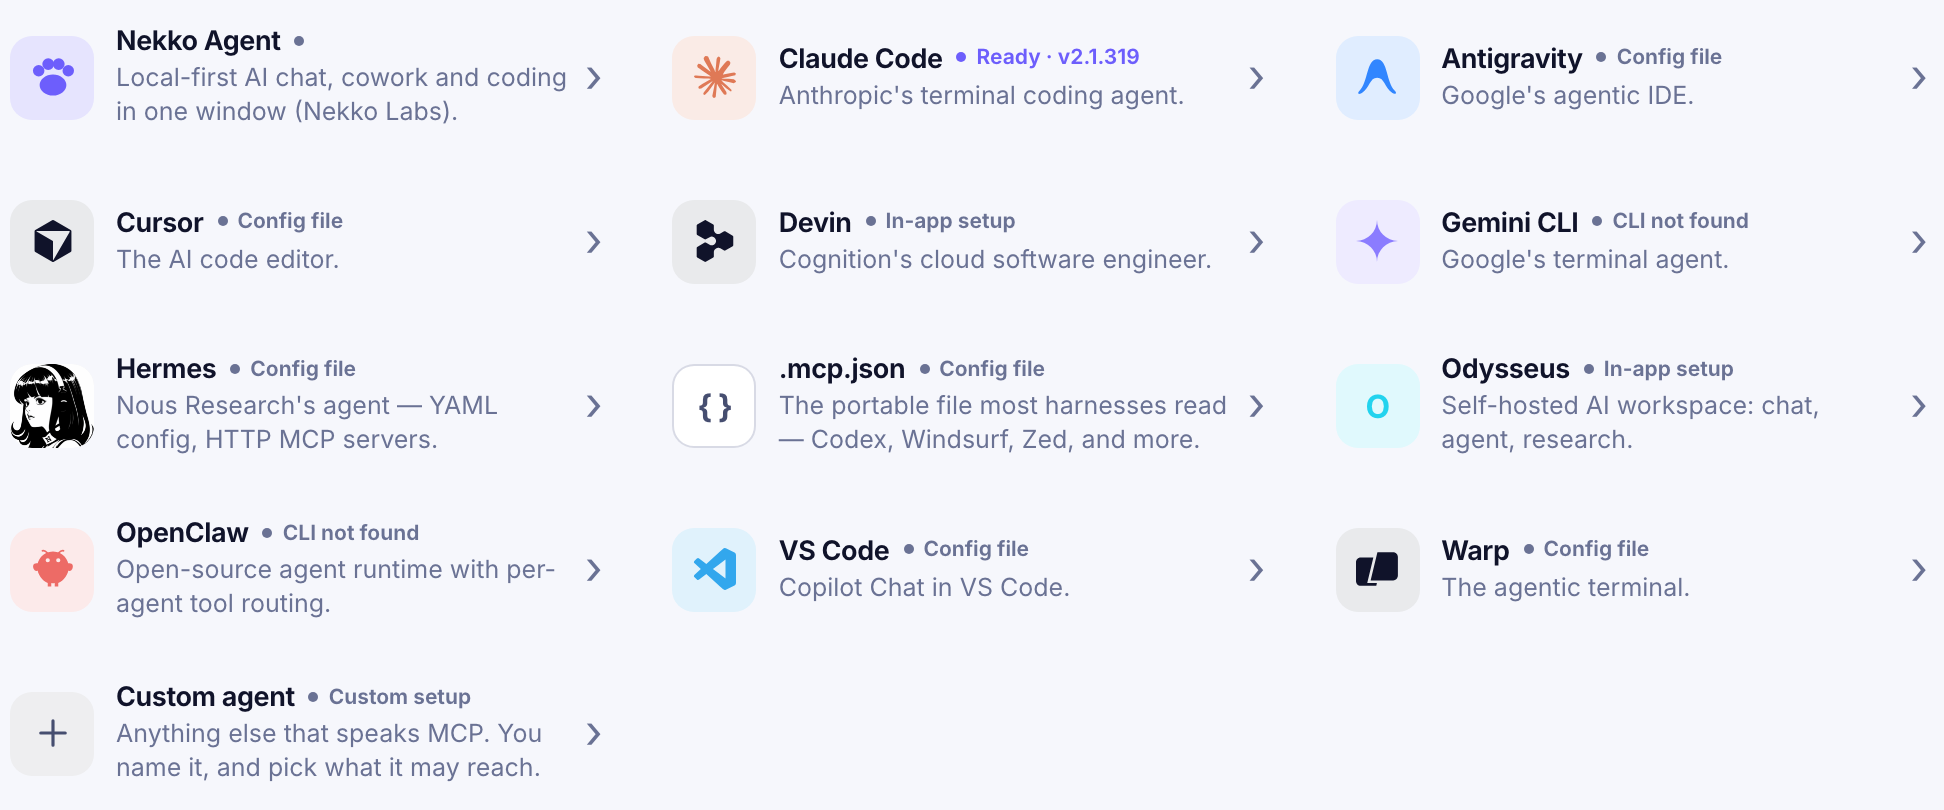 Nekko Agent
Local-first AI chat, cowork and coding
in one window (Nekko Labs).
Claude Code • Ready · v2.1.319
Anthropic's terminal coding agent.
Antigravity • Config file
Google's agentic IDE.
Cursor • Config file
The AI code editor.
Devin • In-app setup
Cognition's cloud software engineer.
Gemini CLI • CLI not found
Google's terminal agent.
Hermes • Config file
Nous Research's agent — YAML
config, HTTP MCP servers.
{ }
.mcp.json • Config file
The portable file most harnesses read
— Codex, Windsurf, Zed, and more.
O
Odysseus • In-app setup
Self-hosted AI workspace: chat,
agent, research.
OpenClaw • CLI not found
Open-source agent runtime with per-
agent tool routing.
VS Code • Config file
Copilot Chat in VS Code.
Warp • Config file
The agentic terminal.
Custom agent • Custom setup
Anything else that speaks MCP. You
name it, and pick what it may reach.